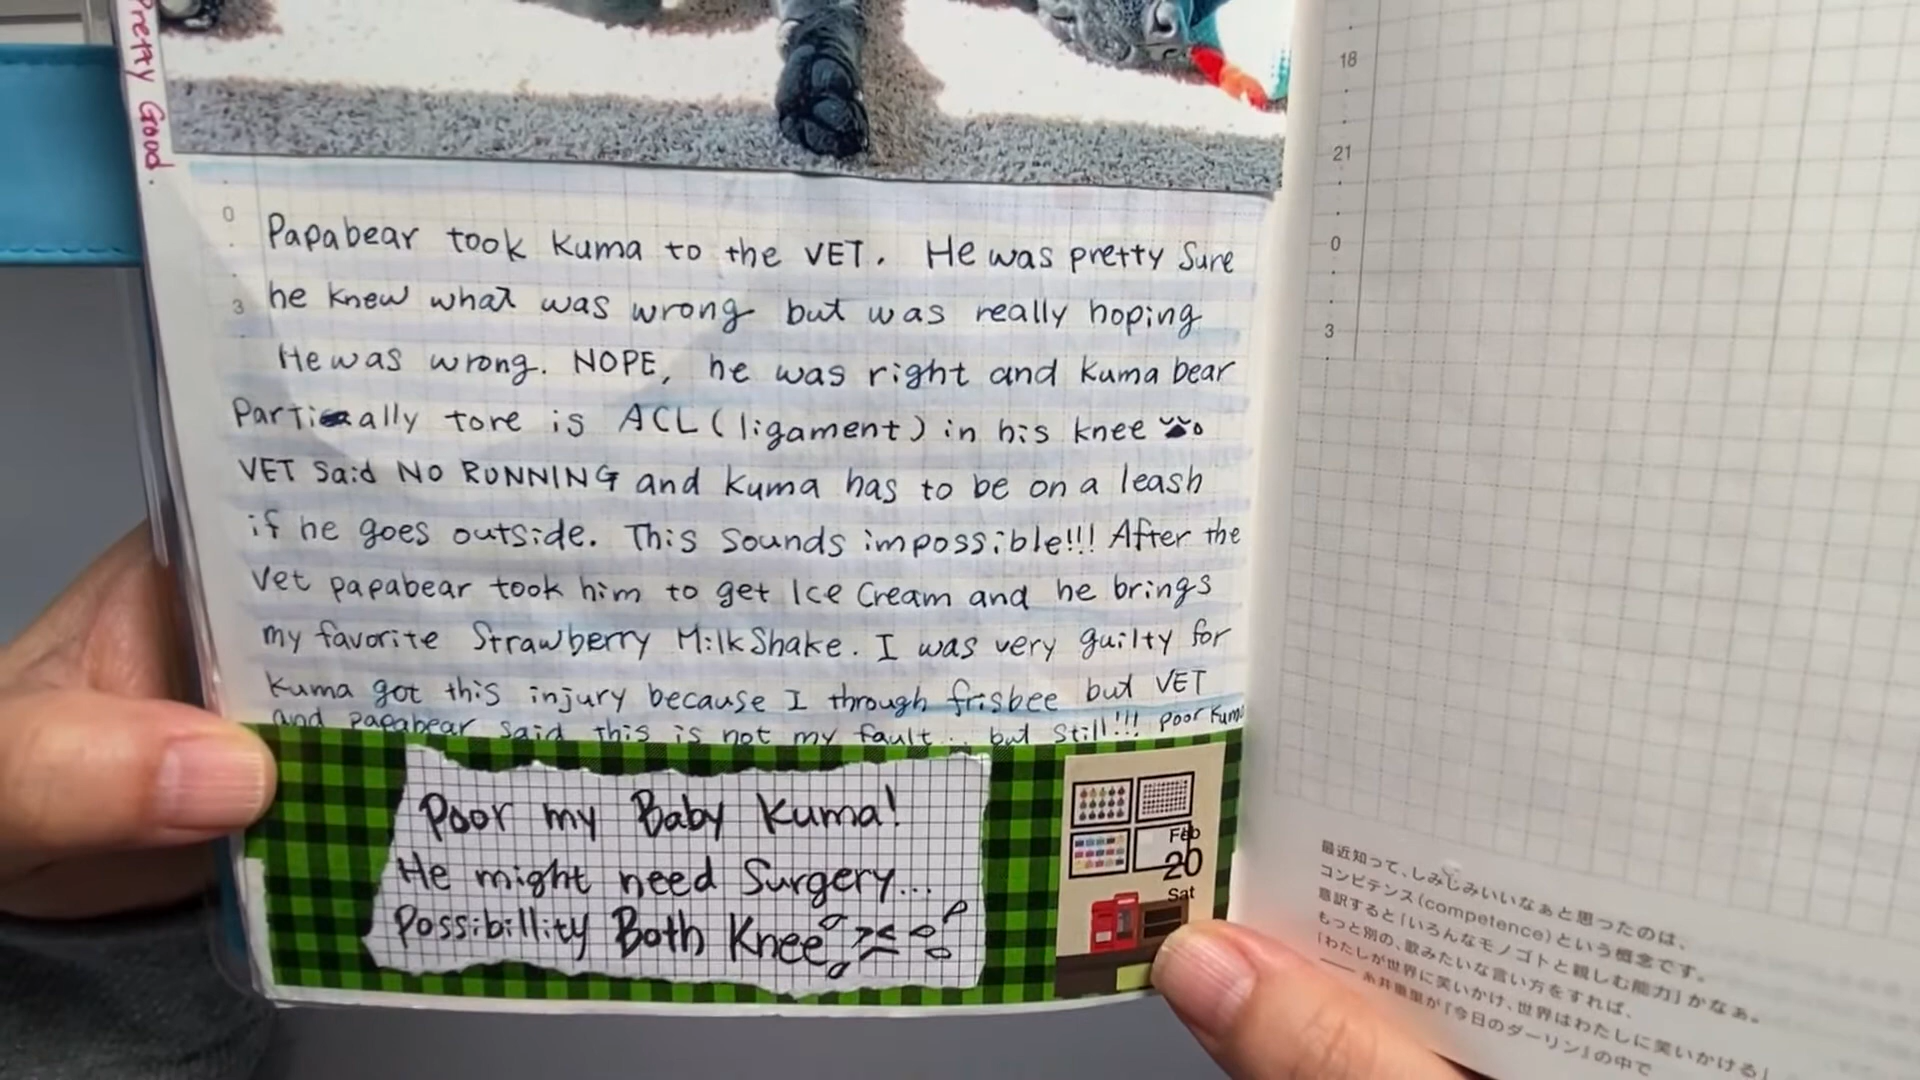 Pretty Good.
0
3
Papabear took Kuma to the VET. He was pretty Sure
he knew what was wrong but was really hoping
He was wrong. NOPE, he was right and Kuma bear
Partially tore is ACL (ligament) in his knee
VET Said NO RUNNING and Kuma has to be on a leash
if he goes outside. This Sounds impossible!!! After the
Vet papabear took him to get Ice Cream and he brings
my favorite Strawberry MilkShake. I was very guilty for
Kuma got this injury because I through frisbee but VET
and papabear said this is not my fault... but Still!!! poor Kuma
Poor my Baby Kuma!
He might need Surgery...
Possibillity Both Knee
Feb
20
Sat
18
21
0
3
最近知って、しみじみいいなぁと思ったのは、
コンピテンス(competence)という概念です。
意訳すると「いろんなモノゴトと親しむ能力」かなぁ。
もっと別の、歌みたいな言い方をすれば、
「わたしが世界に笑いかけ、世界はわたしに笑いかける」
── 糸井重里が『今日のダーリン』の中で